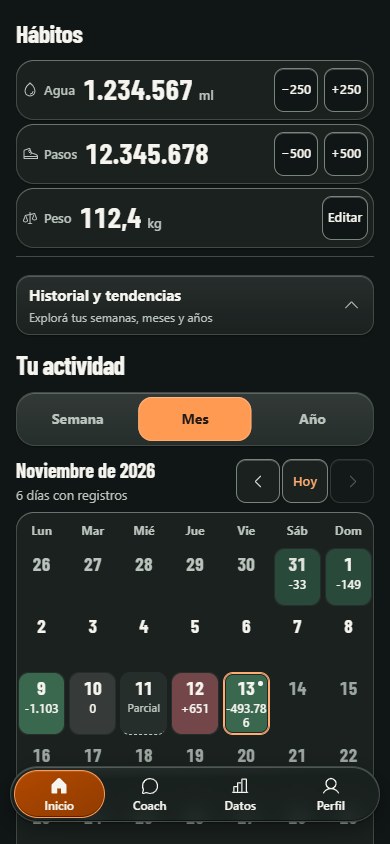 Hábitos
Agua 1.234.567 ml −250 +250
Pasos 12.345.678 −500 +500
Peso 112,4 kg Editar
Historial y tendencias
Explorá tus semanas, meses y años
Tu actividad
Semana Mes Año
Noviembre de 2026
6 días con registros
Hoy
Lun Mar Mié Jue Vie Sáb Dom
26 27 28 29 30 31 1
-33 -149
2 3 4 5 6 7 8
9 10 11 12 13 14 15
-1.103 0 Parcial +651 -493.78
6
16 17 18 19 20 21 22
Inicio Coach Datos Perfil